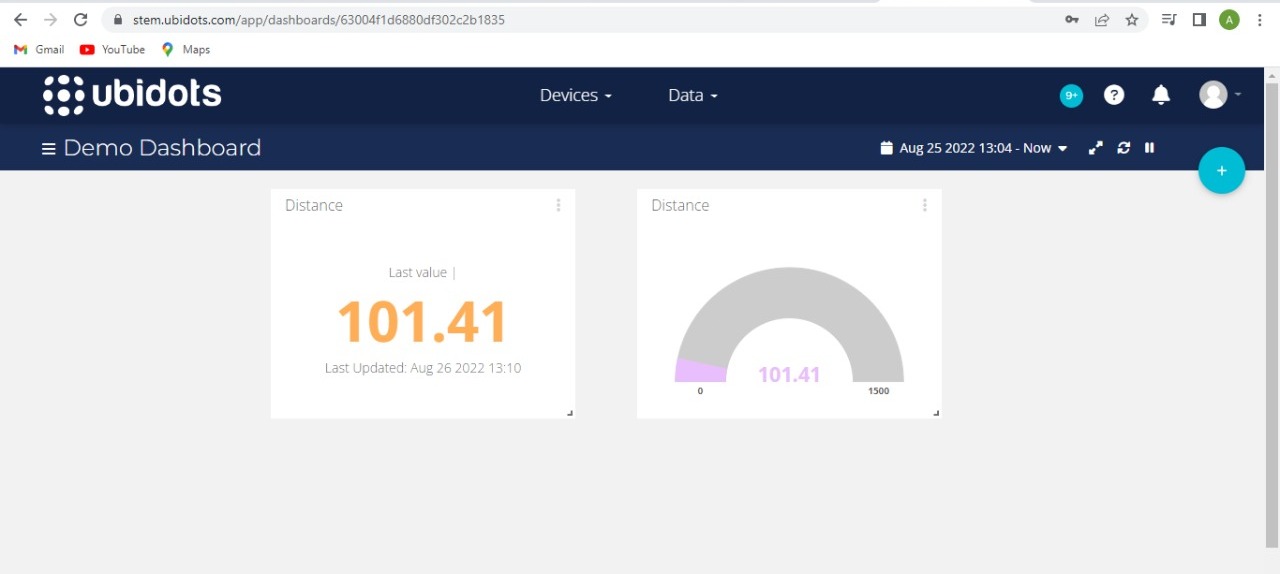 stem.ubidots.com/app/dashboards/63004f1d6880df302c2b1835
A
Gmail YouTube Maps
ubidots Devices Data 9+ ?
Demo Dashboard Aug 25 2022 13:04 - Now
+
Distance
Last value |
101.41
Last Updated: Aug 26 2022 13:10
Distance
101.41
0 1500